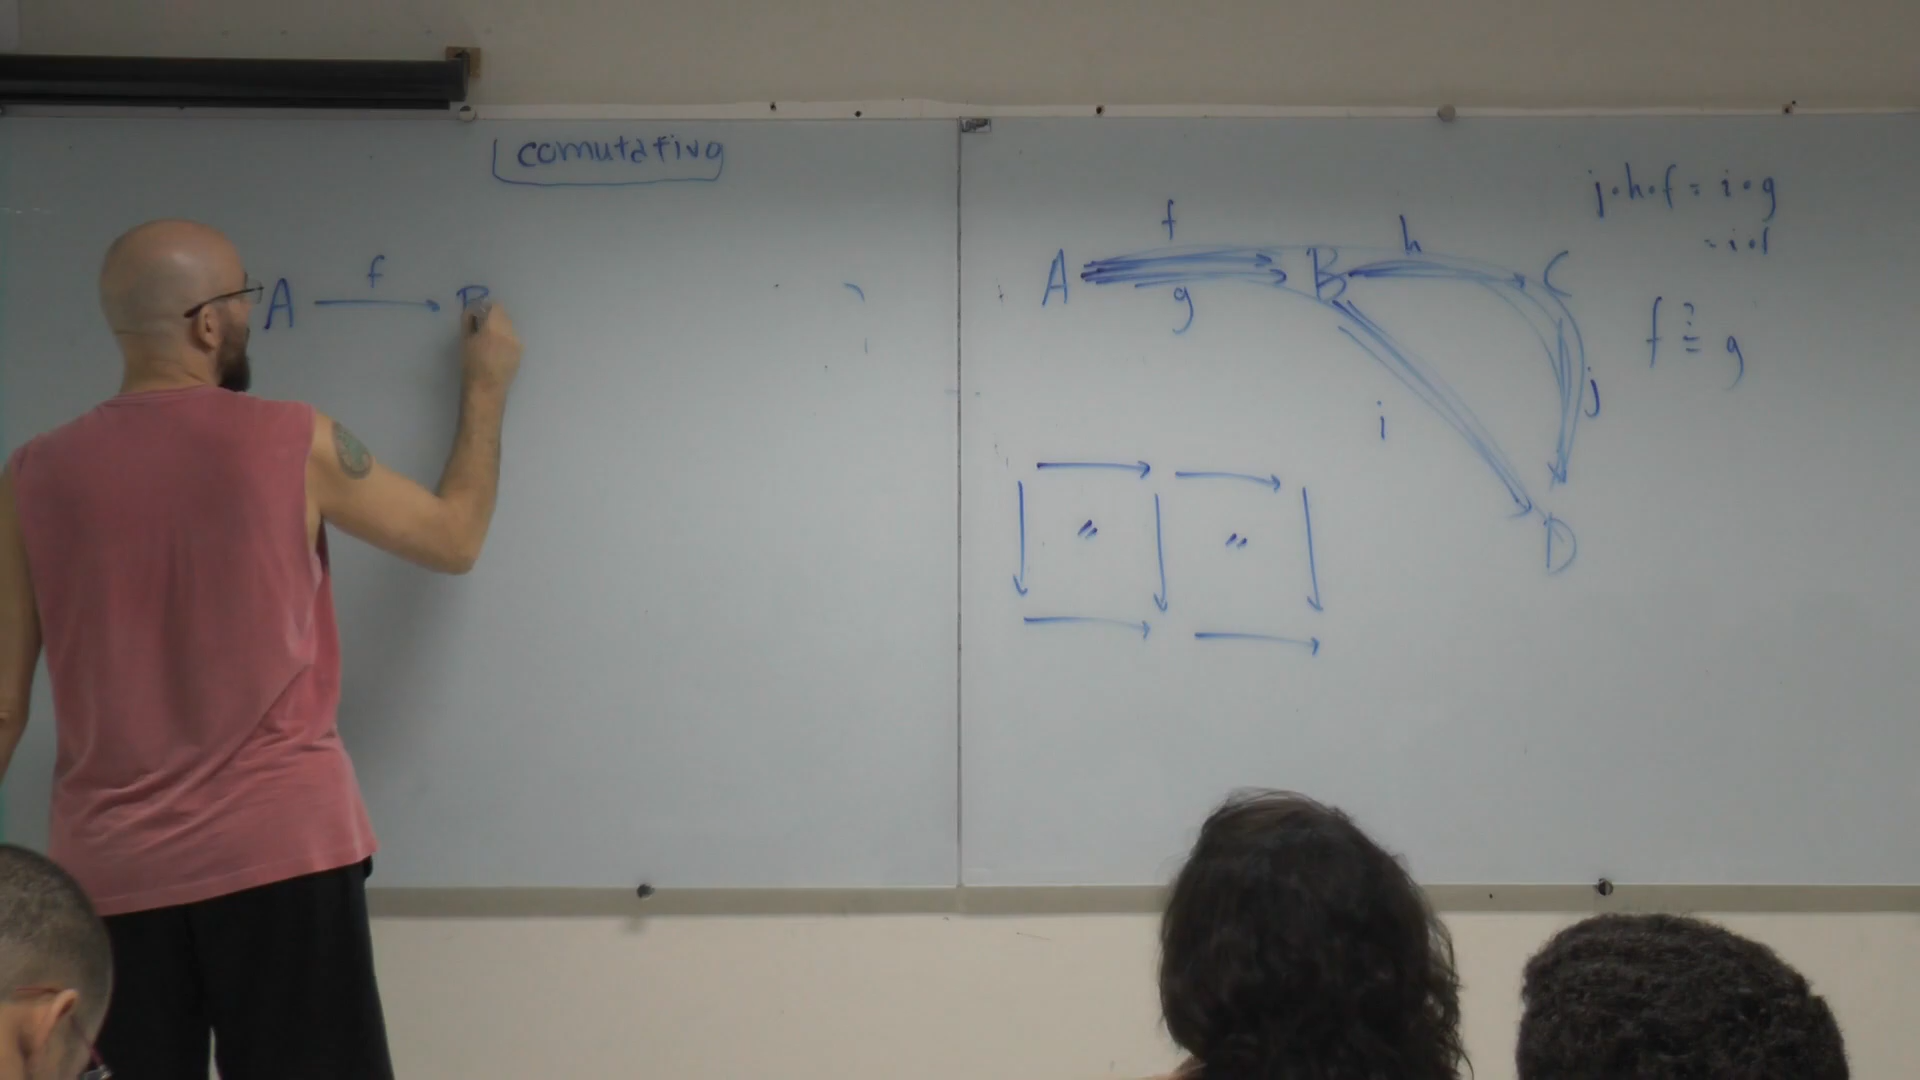 comutativo
A f B
f h j∘h∘f = i∘g
A B C = i∘f
g f ≟ g
j
i
D
" "